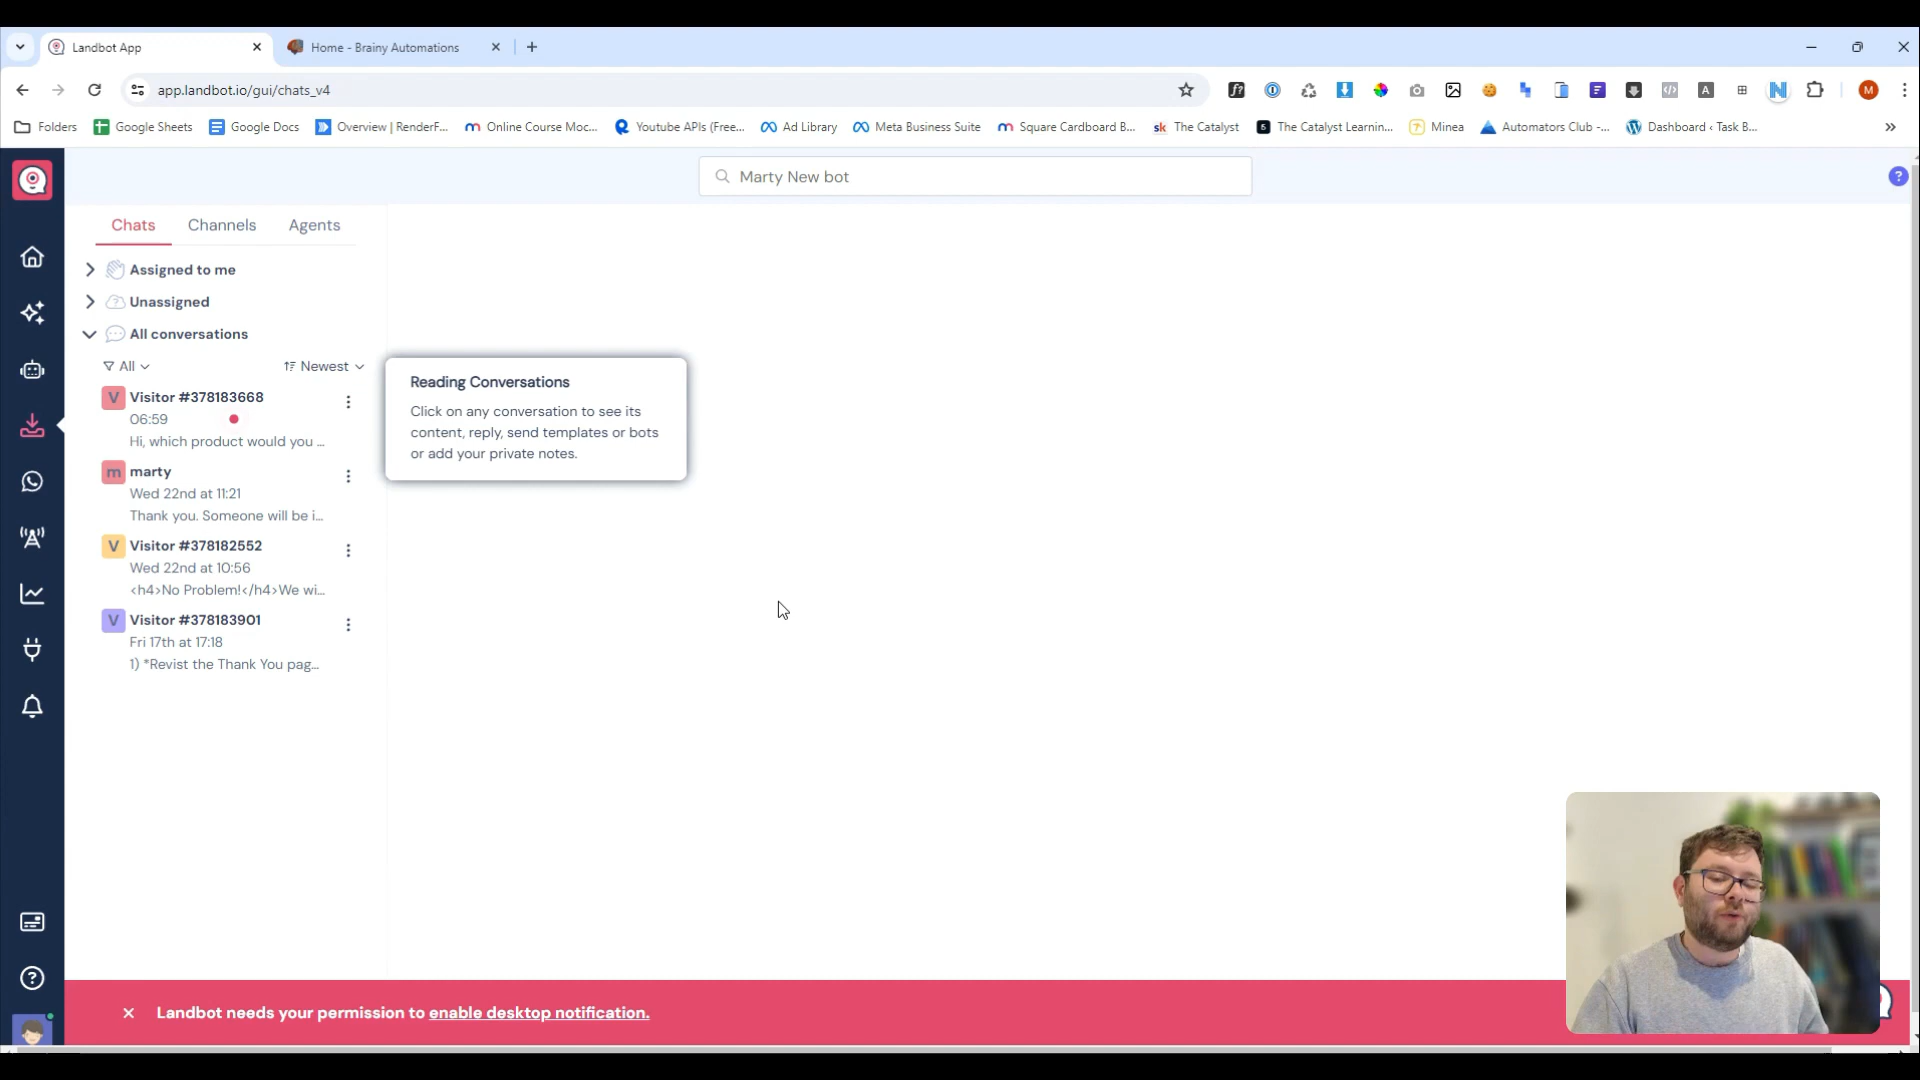 Landbot App
Home - Brainy Automations
app.landbot.io/gui/chats_v4
M
Folders
Google Sheets
Google Docs
Overview | RenderF...
Online Course Moc...
Youtube APIs (Free...
Ad Library
Meta Business Suite
Square Cardboard B...
sk The Catalyst
The Catalyst Learnin...
Minea
Automators Club -...
Dashboard ‹ Task B...
»
Marty New bot
?
Chats
Channels
Agents
Assigned to me
Unassigned
All conversations
All
Newest
V Visitor #378183668
06:59
Hi, which product would you ...
m marty
Wed 22nd at 11:21
Thank you. Someone will be i...
V Visitor #378182552
Wed 22nd at 10:56
<h4>No Problem!</h4>We wi...
V Visitor #378183901
Fri 17th at 17:18
1) *Revist the Thank You pag...
Reading Conversations
Click on any conversation to see its
content, reply, send templates or bots
or add your private notes.
Landbot needs your permission to enable desktop notification.